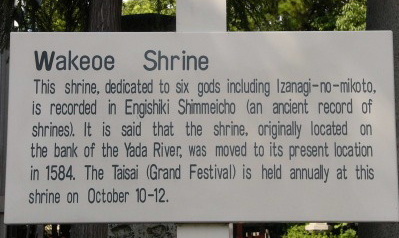 Wakeoe Shrine
This shrine, dedicated to six gods including Izanagi-no-mikoto,
is recorded in Engishiki Shimmeicho (an ancient record of
shrines). It is said that the shrine, originally located on
the bank of the Yada River, was moved to its present location
in 1584. The Taisai (Grand Festival) is held annually at this
shrine on October 10-12.